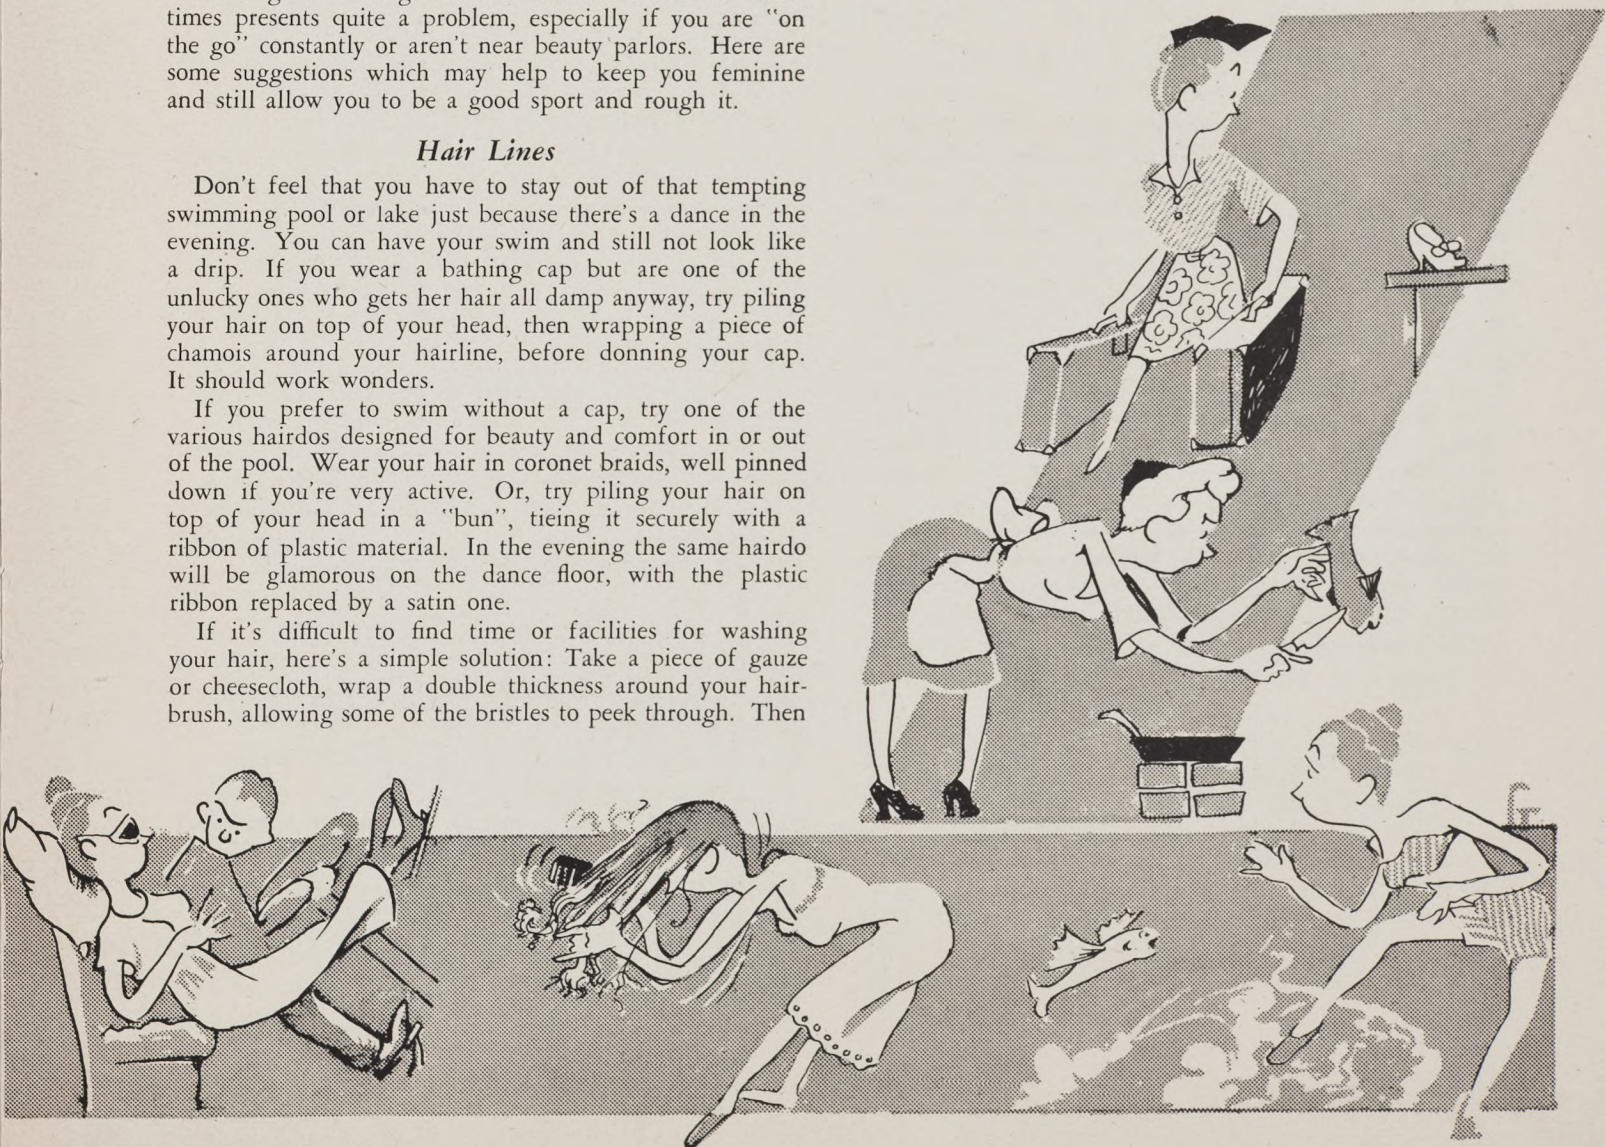 times presents quite a problem, especially if you are "on
the go" constantly or aren't near beauty parlors. Here are
some suggestions which may help to keep you feminine
and still allow you to be a good sport and rough it.
Hair Lines
Don't feel that you have to stay out of that tempting
swimming pool or lake just because there's a dance in the
evening. You can have your swim and still not look like
a drip. If you wear a bathing cap but are one of the
unlucky ones who gets her hair all damp anyway, try piling
your hair on top of your head, then wrapping a piece of
chamois around your hairline, before donning your cap.
It should work wonders.
If you prefer to swim without a cap, try one of the
various hairdos designed for beauty and comfort in or out
of the pool. Wear your hair in coronet braids, well pinned
down if you're very active. Or, try piling your hair on
top of your head in a "bun", tieing it securely with a
ribbon of plastic material. In the evening the same hairdo
will be glamorous on the dance floor, with the plastic
ribbon replaced by a satin one.
If it's difficult to find time or facilities for washing
your hair, here's a simple solution: Take a piece of gauze
or cheesecloth, wrap a double thickness around your hair-
brush, allowing some of the bristles to peek through. Then